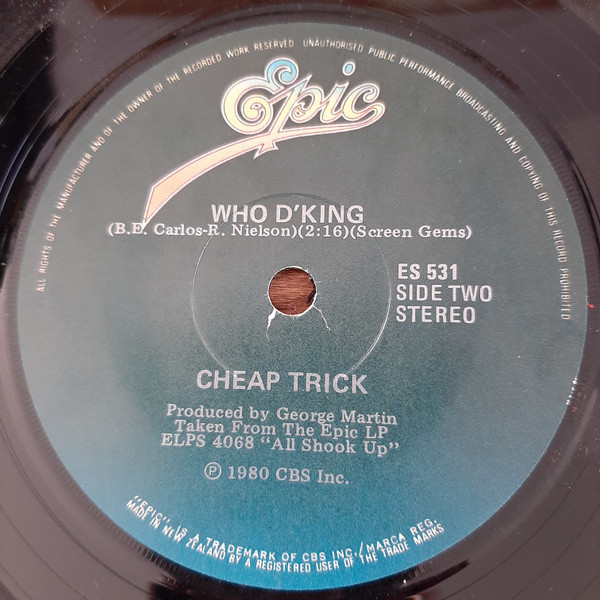 ALL RIGHTS OF THE MANUFACTURER AND OF THE OWNER OF THE RECORDED WORK RESERVED UNAUTHORISED PUBLIC PERFORMANCE BROADCASTING AND COPYING OF THIS RECORD PROHIBITED
Epic
WHO D'KING
(B.E. Carlos-R. Nielson)(2:16)(Screen Gems)
ES 531
SIDE TWO
STEREO
CHEAP TRICK
Produced by George Martin
Taken From The Epic LP
ELPS 4068 "All Shook Up"
℗ 1980 CBS Inc.
"EPIC" IS A TRADEMARK OF CBS INC./MARCA REG.
MADE IN NEW ZEALAND BY A REGISTERED USER OF THE TRADE MARKS